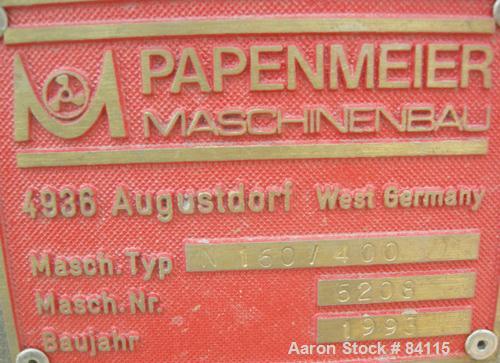 PAPENMEIER
MASCHINENBAU
4936 Augustdorf West Germany
Masch.Typ N 160/400
Masch.Nr. 5208
Baujahr 1993
Aaron Stock # 84115